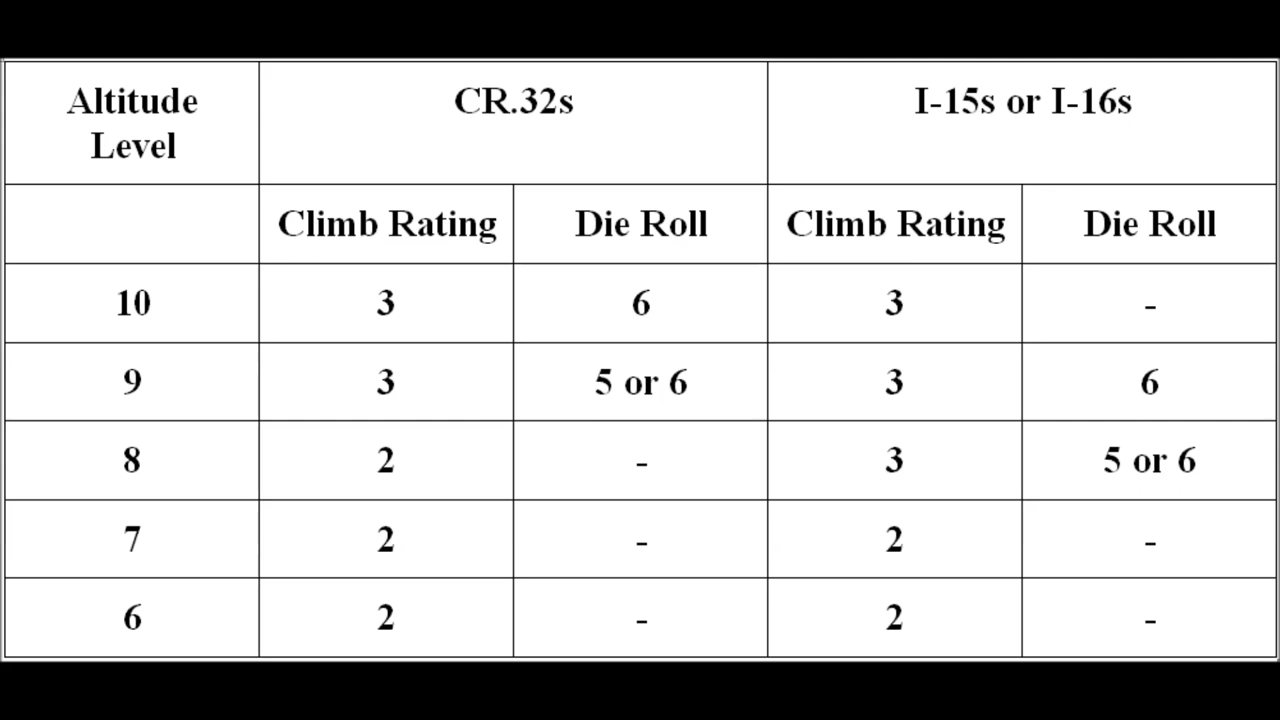 Altitude CR.32s I-15s or I-16s
Level
Climb Rating Die Roll Climb Rating Die Roll
10 3 6 3 -
9 3 5 or 6 3 6
8 2 - 3 5 or 6
7 2 - 2 -
6 2 - 2 -